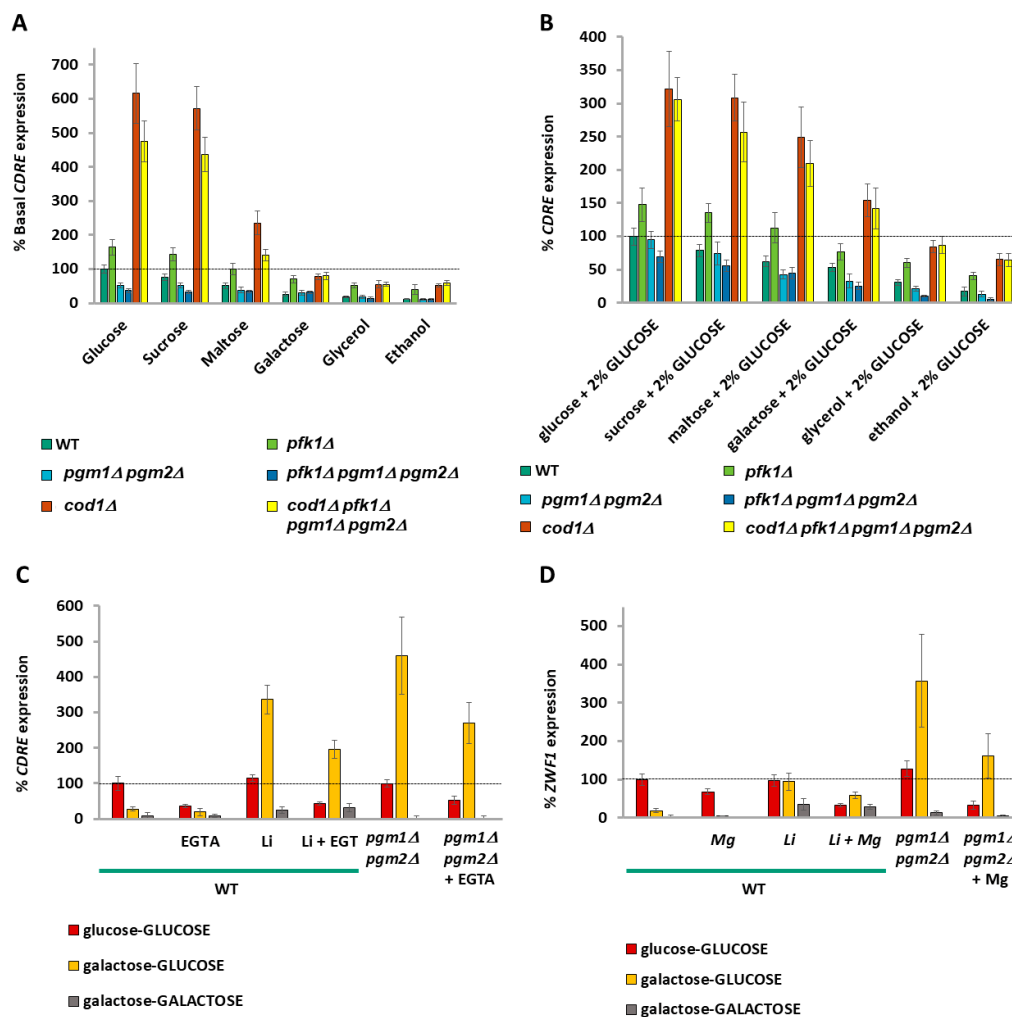 A
% Basal CDRE expression
700
600
500
400
300
200
100
0
Glucose
Sucrose
Maltose
Galactose
Glycerol
Ethanol
WT
pfk1Δ
pgm1Δ pgm2Δ
pfk1Δ pgm1Δ pgm2Δ
cod1Δ
cod1Δ pfk1Δ
pgm1Δ pgm2Δ
B
% CDRE expression
400
350
300
250
200
150
100
50
0
glucose + 2% GLUCOSE
sucrose + 2% GLUCOSE
maltose + 2% GLUCOSE
galactose + 2% GLUCOSE
glycerol + 2% GLUCOSE
ethanol + 2% GLUCOSE
WT
pfk1Δ
pgm1Δ pgm2Δ
pfk1Δ pgm1Δ pgm2Δ
cod1Δ
cod1Δ pfk1Δ pgm1Δ pgm2Δ
C
% CDRE expression
600
500
400
300
200
100
0
EGTA
Li
Li + EGT
pgm1Δ
pgm2Δ
pgm1Δ
pgm2Δ
+ EGTA
WT
glucose-GLUCOSE
galactose-GLUCOSE
galactose-GALACTOSE
D
% ZWF1 expression
500
400
300
200
100
0
Mg
Li
Li + Mg
pgm1Δ
pgm2Δ
pgm1Δ
pgm2Δ
+ Mg
WT
glucose-GLUCOSE
galactose-GLUCOSE
galactose-GALACTOSE